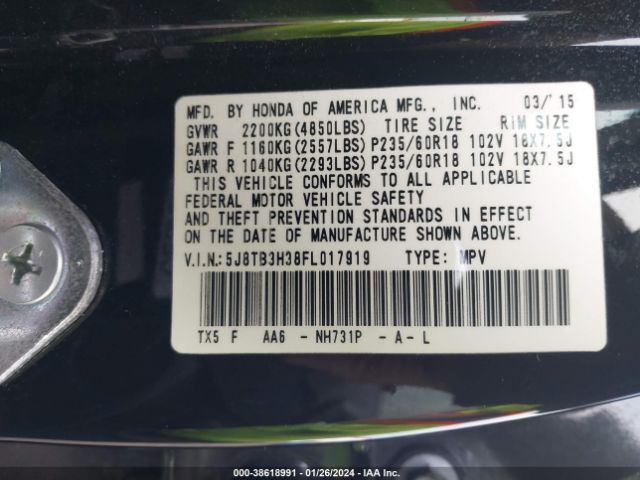 MFD. BY HONDA OF AMERICA MFG., INC. 03/'15
GVWR 2200KG(4850LBS) TIRE SIZE RIM SIZE
GAWR F 1160KG(2557LBS) P235/60R18 102V 18X7.5J
GAWR R 1040KG(2293LBS) P235/60R18 102V 18X7.5J
THIS VEHICLE CONFORMS TO ALL APPLICABLE
FEDERAL MOTOR VEHICLE SAFETY
AND THEFT PREVENTION STANDARDS IN EFFECT
ON THE DATE OF MANUFACTURE SHOWN ABOVE.
V.I.N.:5J8TB3H38FL017919 TYPE: MPV
TX5 F AA6 - NH731P - A - L
000-38618991 - 01/26/2024 - IAA Inc.